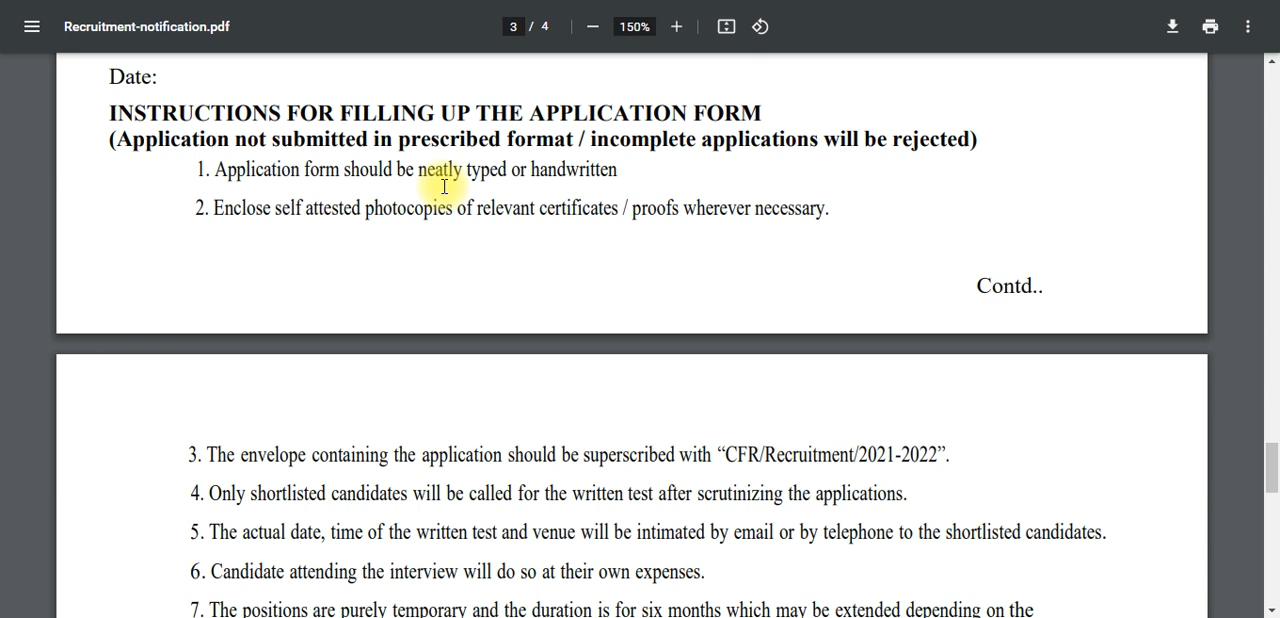 Recruitment-notification.pdf 3 / 4 150%
Date:
INSTRUCTIONS FOR FILLING UP THE APPLICATION FORM
(Application not submitted in prescribed format / incomplete applications will be rejected)
1. Application form should be neatly typed or handwritten
2. Enclose self attested photocopies of relevant certificates / proofs wherever necessary.
Contd..
3. The envelope containing the application should be superscribed with “CFR/Recruitment/2021-2022”.
4. Only shortlisted candidates will be called for the written test after scrutinizing the applications.
5. The actual date, time of the written test and venue will be intimated by email or by telephone to the shortlisted candidates.
6. Candidate attending the interview will do so at their own expenses.
7. The positions are purely temporary and the duration is for six months which may be extended depending on the